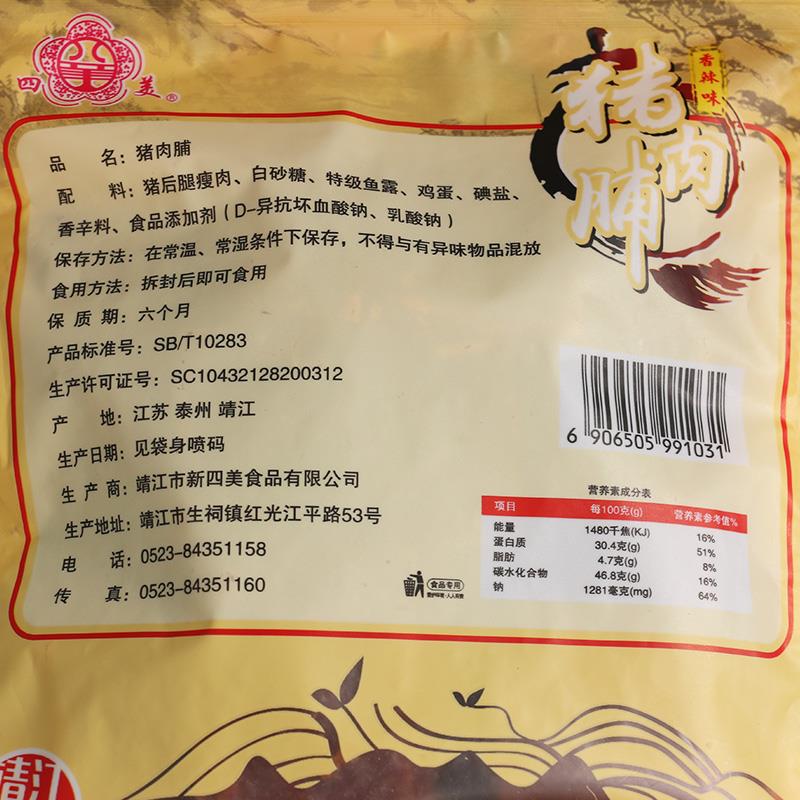 四 美®
香辣味
猪肉脯
品 名：猪肉脯
配 料：猪后腿瘦肉、白砂糖、特级鱼露、鸡蛋、碘盐、
香辛料、食品添加剂（D-异抗坏血酸钠、乳酸钠）
保存方法：在常温、常湿条件下保存，不得与有异味物品混放
食用方法：拆封后即可食用
保 质 期：六个月
产品标准号：SB/T10283
生产许可证号：SC10432128200312
产 地：江苏 泰州 靖江
生产日期：见袋身喷码
生 产 商：靖江市新四美食品有限公司
生产地址：靖江市生祠镇红光江平路53号
电 话：0523-84351158
传 真：0523-84351160
6 906505 991031
营养素成分表
项目 每100克(g) 营养素参考值%
能量 1480千焦(KJ) 16%
蛋白质 30.4克(g) 51%
脂肪 4.7克(g) 8%
碳水化合物 46.8克(g) 16%
钠 1281毫克(mg) 64%
食品专用
靖江